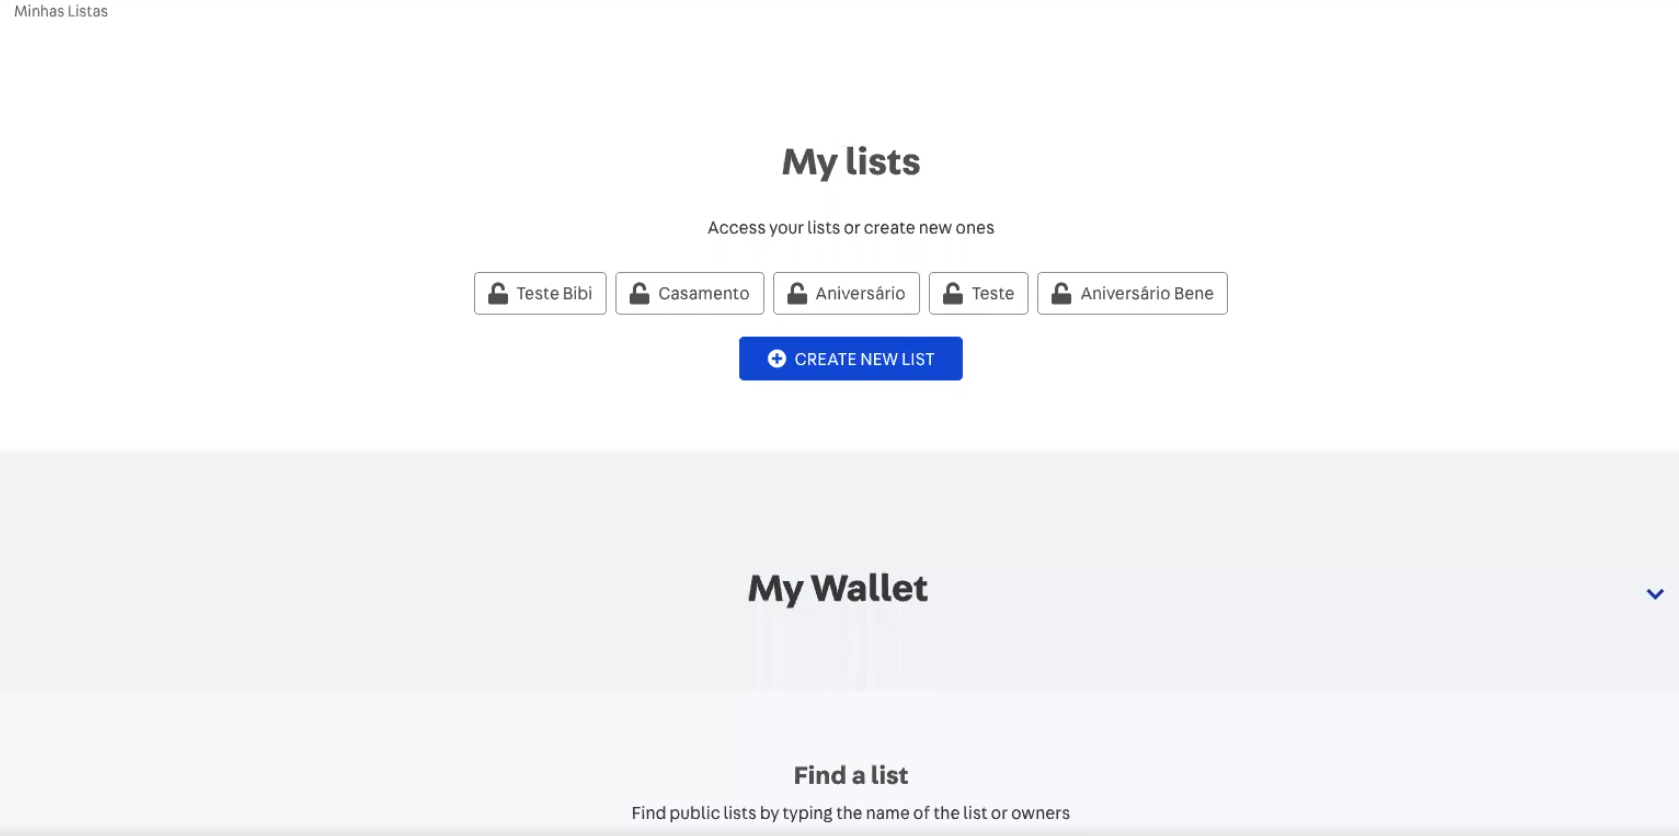 Minhas Listas
My lists
Access your lists or create new ones
Teste Bibi Casamento Aniversário Teste Aniversário Bene
CREATE NEW LIST
My Wallet
Find a list
Find public lists by typing the name of the list or owners